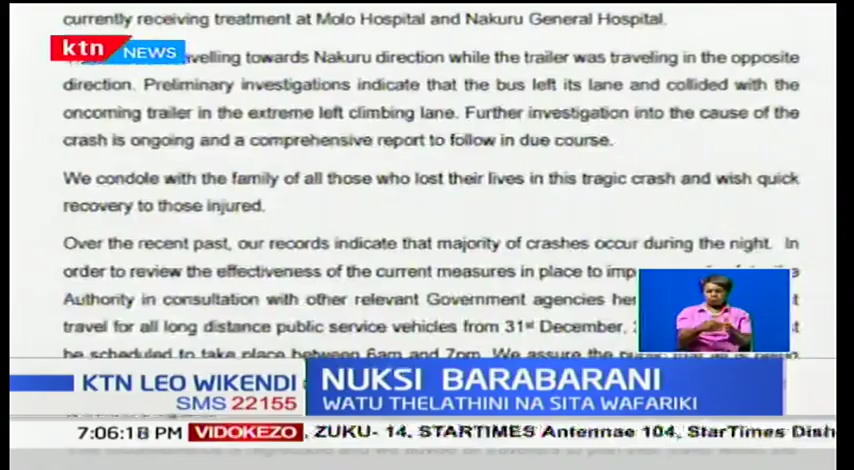 currently receiving treatment at Molo Hospital and Nakuru General Hospital.
ktn NEWS
travelling towards Nakuru direction while the trailer was traveling in the opposite
direction. Preliminary investigations indicate that the bus left its lane and collided with the
oncoming trailer in the extreme left climbing lane. Further investigation into the cause of the
crash is ongoing and a comprehensive report to follow in due course.
We condole with the family of all those who lost their lives in this tragic crash and wish quick
recovery to those injured.
Over the recent past, our records indicate that majority of crashes occur during the night. In
order to review the effectiveness of the current measures in place to
Authority in consultation with other relevant Government agencies
travel for all long distance public service vehicles from 31st December,
be scheduled to take place between 6am and 7pm. We assure the
KTN LEO WIKENDI
SMS 22155
NUKSI BARABARANI
WATU THELATHINI NA SITA WAFARIKI
7:06:18 PM VIDOKEZO , ZUKU- 14, STARTIMES Antennae 104, StarTimes Dish